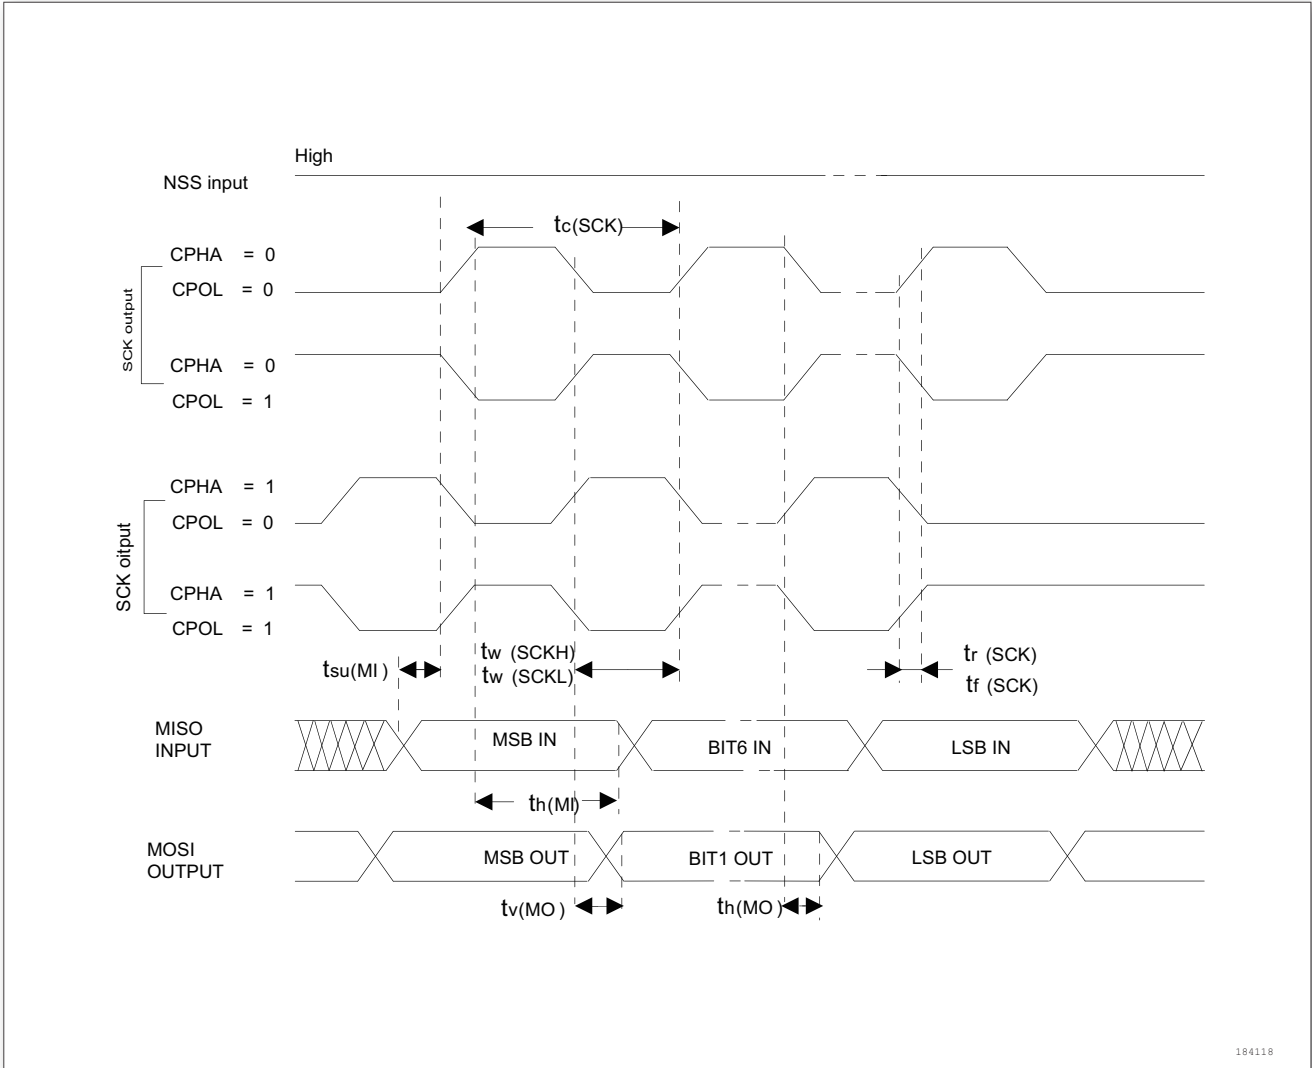 High
NSS input
tc(SCK)
CPHA = 0
CPOL = 0
SCK output
CPHA = 0
CPOL = 1
CPHA = 1
CPOL = 0
SCK oitput
CPHA = 1
CPOL = 1
tsu(MI)
tw (SCKH)
tw (SCKL)
tr (SCK)
tf (SCK)
MISO
INPUT
MSB IN
BIT6 IN
LSB IN
th(MI)
MOSI
OUTPUT
MSB OUT
BIT1 OUT
LSB OUT
tv(MO)
th(MO)
184118